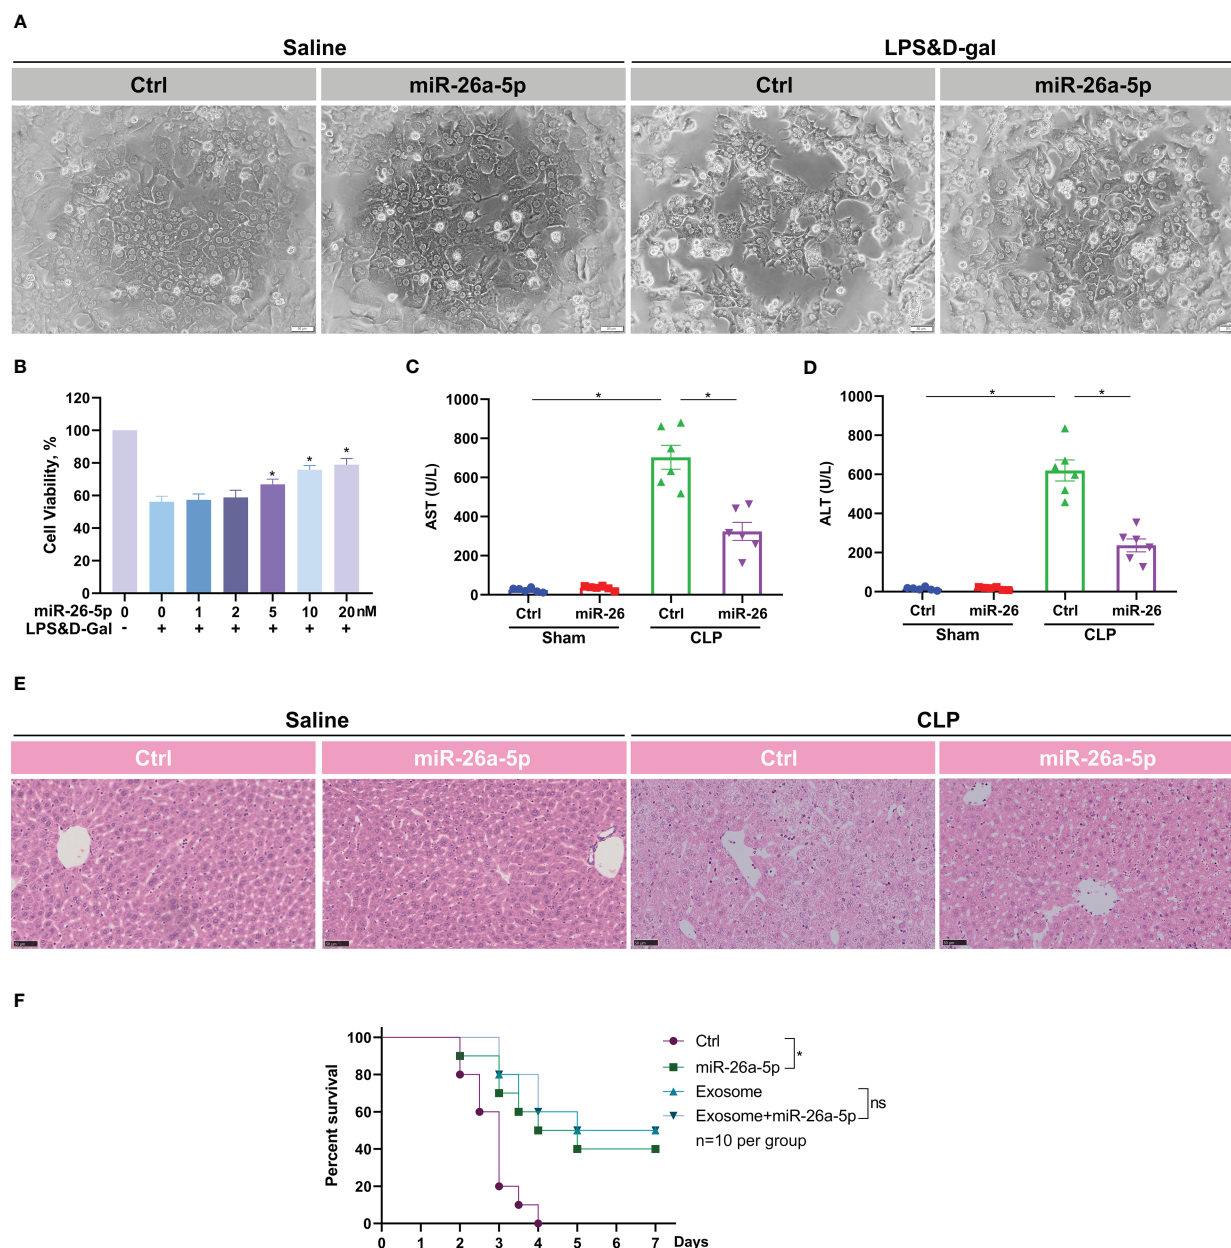 A
Saline LPS&D-gal
Ctrl miR-26a-5p Ctrl miR-26a-5p
B
120
100
80
60
40
20
0
Cell Viability, %
* * *
miR-26-5p 0 0 1 2 5 10 20 nM
LPS&D-Gal - + + + + + +
C
1000
800
600
400
200
0
AST (U/L)
* *
Ctrl miR-26 Ctrl miR-26
Sham CLP
D
1000
800
600
400
200
0
ALT (U/L)
* *
Ctrl miR-26 Ctrl miR-26
Sham CLP
E
Saline CLP
Ctrl miR-26a-5p Ctrl miR-26a-5p
F
100
80
60
40
20
0
Percent survival
0 1 2 3 4 5 6 7 Days
Ctrl
miR-26a-5p
*
Exosome
Exosome+miR-26a-5p
ns
n=10 per group